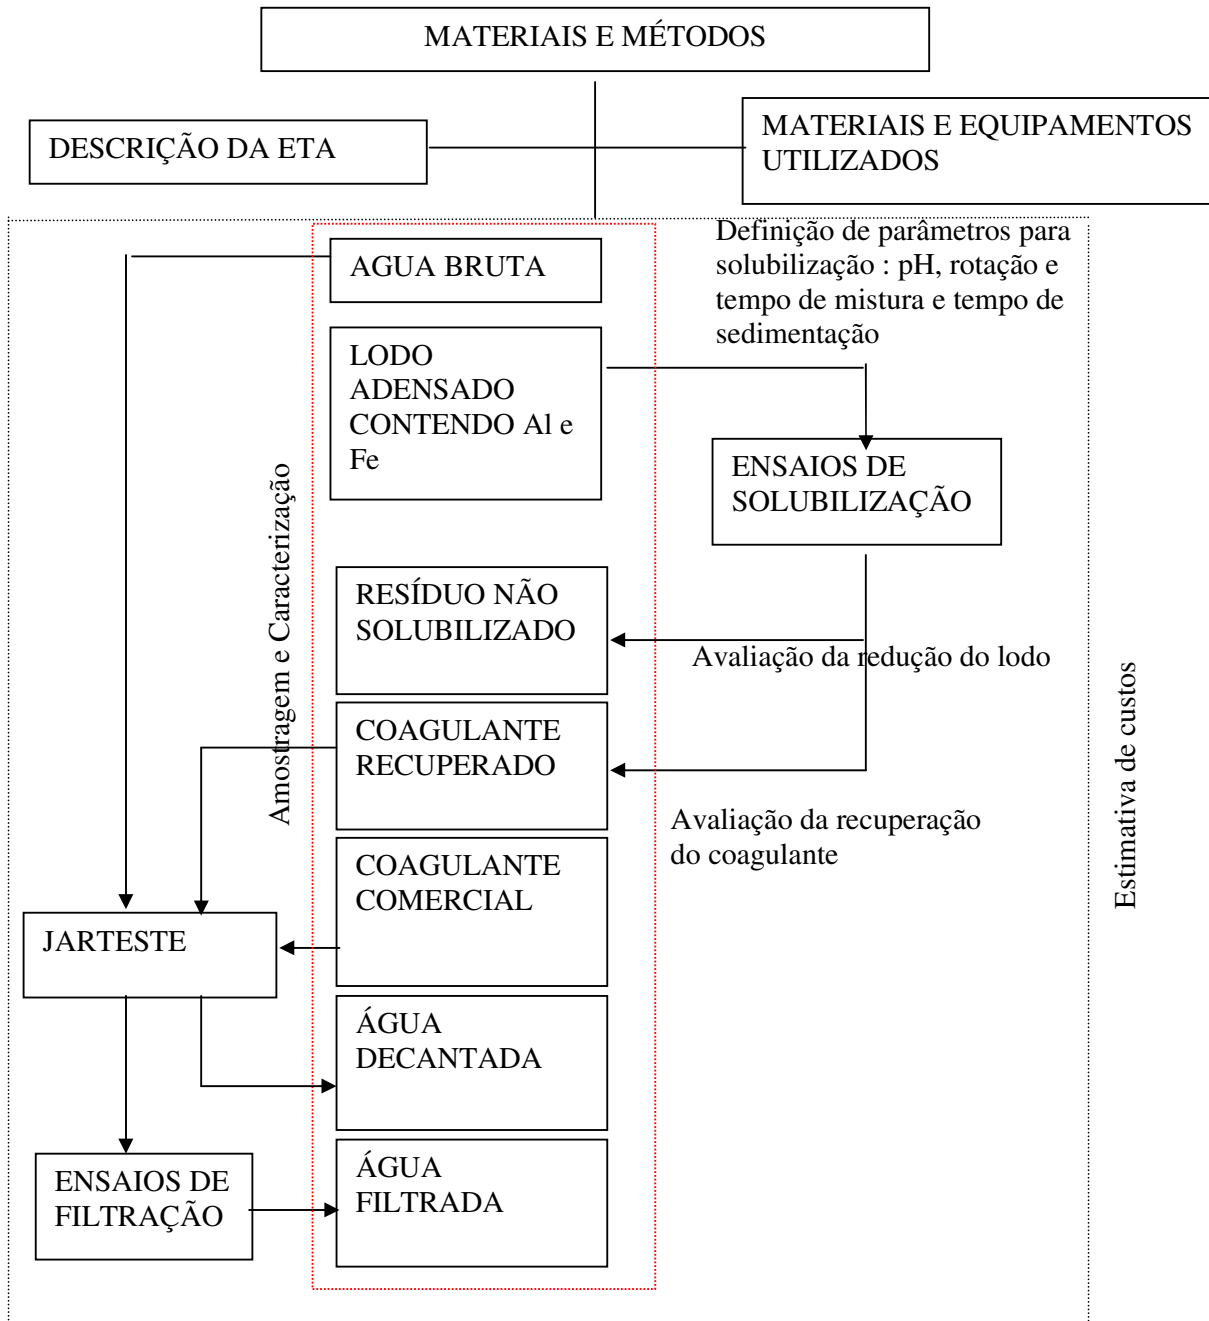 MATERIAIS E MÉTODOS
DESCRIÇÃO DA ETA
MATERIAIS E EQUIPAMENTOS
UTILIZADOS
AGUA BRUTA
Definição de parâmetros para
solubilização : pH, rotação e
tempo de mistura e tempo de
sedimentação
LODO
ADENSADO
CONTENDO Al e
Fe
ENSAIOS DE
SOLUBILIZAÇÃO
Amostragem e Caracterização
RESÍDUO NÃO
SOLUBILIZADO
Avaliação da redução do lodo
Estimativa de custos
COAGULANTE
RECUPERADO
Avaliação da recuperação
do coagulante
COAGULANTE
COMERCIAL
JARTESTE
ÁGUA
DECANTADA
ENSAIOS DE
FILTRAÇÃO
ÁGUA
FILTRADA